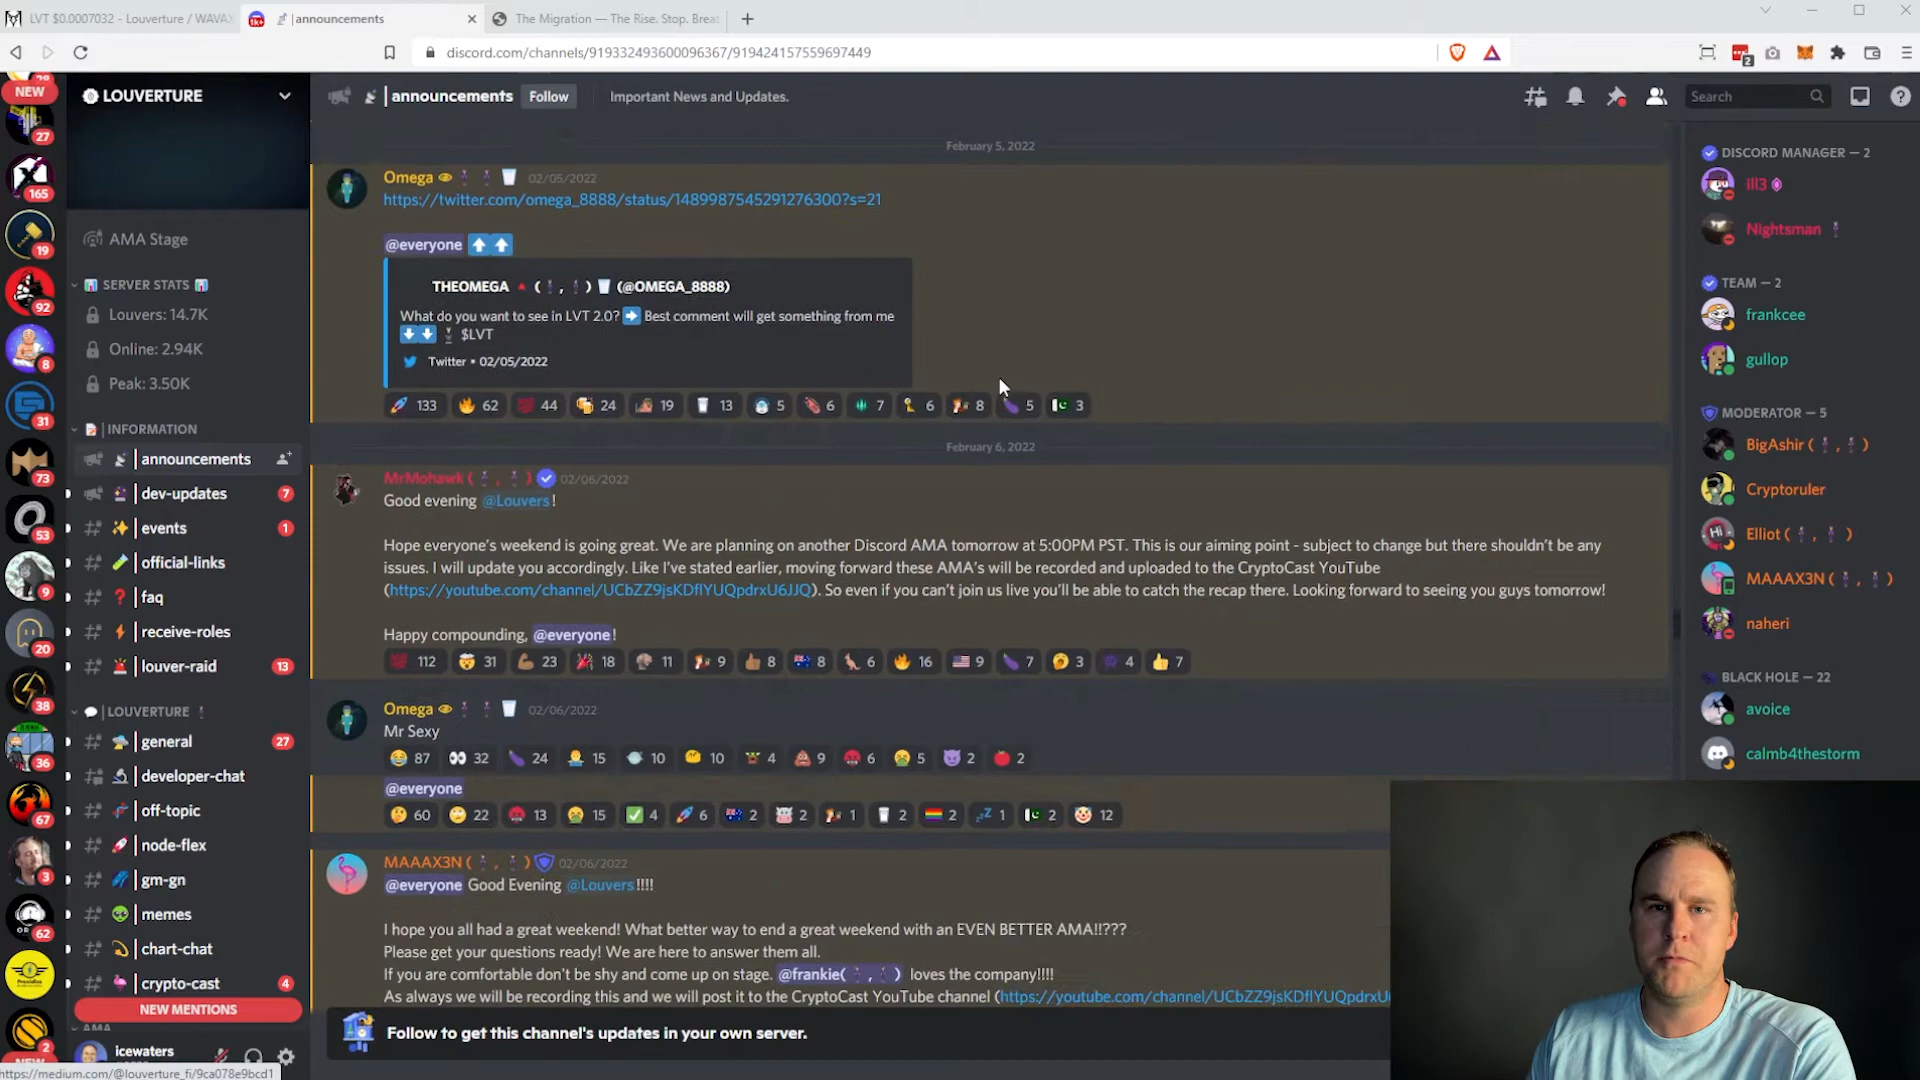 LVT $0.0007032 - Louverture / WAVAX
| announcements
The Migration — The Rise. Stop. Brea
discord.com/channels/919332493600096367/919424157559697449
2
NEW
27
165
19
92
8
31
73
53
9
20
38
36
67
3
62
2
NEW
LOUVERTURE
AMA Stage
SERVER STATS
Louvers: 14.7K
Online: 2.94K
Peak: 3.50K
| INFORMATION
| announcements
| dev-updates 7
| events 1
| official-links
| faq
| receive-roles
| louver-raid 13
| LOUVERTURE
| general 27
| developer-chat
| off-topic
| node-flex
| gm-gn
| memes
| chart-chat
| crypto-cast 4
NEW MENTIONS
AMA
icewaters
https://medium.com/@louverture_fi/9ca078e9bcd1
| announcements Follow Important News and Updates.
Search
February 5, 2022
Omega 02/05/2022
https://twitter.com/omega_8888/status/1489987545291276300?s=21
@everyone
THEOMEGA ( , ) (@OMEGA_8888)
What do you want to see in LVT 2.0? Best comment will get something from me
$LVT
Twitter • 02/05/2022
133 62 44 24 19 13 5 6 7 6 8 5 3
February 6, 2022
MrMohawk ( , ) 02/06/2022
Good evening @Louvers !
Hope everyone's weekend is going great. We are planning on another Discord AMA tomorrow at 5:00PM PST. This is our aiming point - subject to change but there shouldn't be any
issues. I will update you accordingly. Like I've stated earlier, moving forward these AMA's will be recorded and uploaded to the CryptoCast YouTube
(https://youtube.com/channel/UCbZZ9jsKDflYUQpdrxU6JJQ). So even if you can't join us live you'll be able to catch the recap there. Looking forward to seeing you guys tomorrow!
Happy compounding, @everyone!
112 31 23 18 11 9 8 8 6 16 9 7 3 4 7
Omega 02/06/2022
Mr Sexy
87 32 24 15 10 10 4 9 6 5 2 2
@everyone
60 22 13 15 4 6 2 2 1 2 2 1 2 12
MAAAX3N ( , ) 02/06/2022
@everyone Good Evening @Louvers !!!!
I hope you all had a great weekend! What better way to end a great weekend with an EVEN BETTER AMA!!???
Please get your questions ready! We are here to answer them all.
If you are comfortable don't be shy and come up on stage. @frankie( , ) loves the company!!!!
As always we will be recording this and we will post it to the CryptoCast YouTube channel (https://youtube.com/channel/UCbZZ9jsKDflYUQpdrxU
Follow to get this channel's updates in your own server.
DISCORD MANAGER — 2
ill3
Nightsman
TEAM — 2
frankcee
gullop
MODERATOR — 5
BigAshir ( , )
Cryptoruler
Elliot ( , )
MAAAX3N ( , )
naheri
BLACK HOLE — 22
avoice
calmb4thestorm